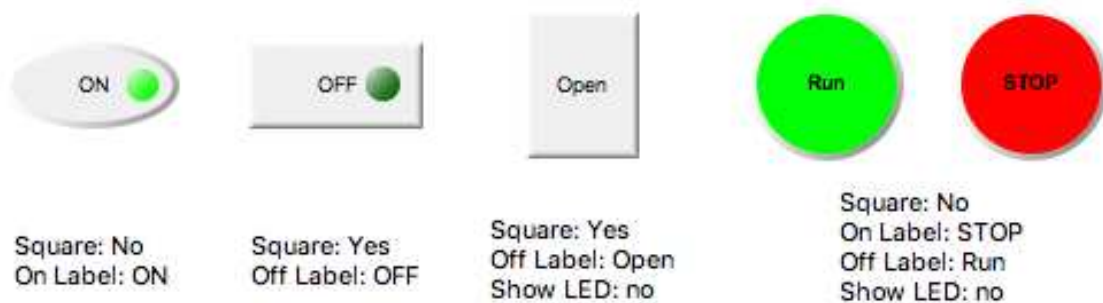 ON
OFF
Open
Run
STOP
Square: No
On Label: ON
Square: Yes
Off Label: OFF
Square: Yes
Off Label: Open
Show LED: no
Square: No
On Label: STOP
Off Label: Run
Show LED: no